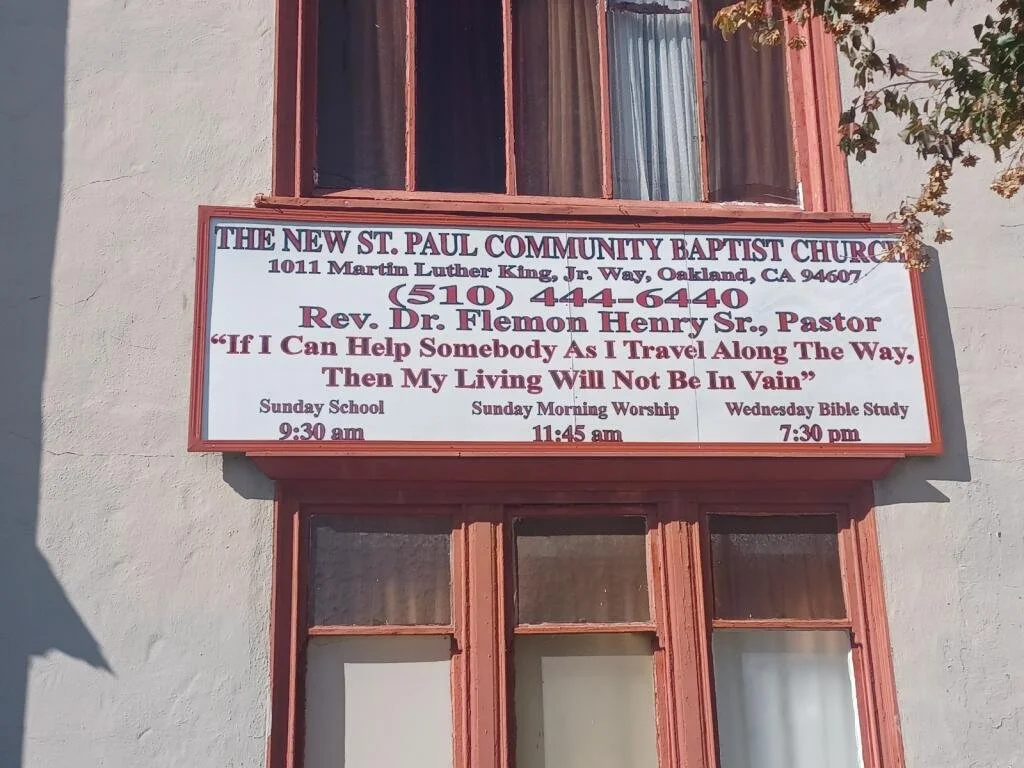 THE NEW ST. PAUL COMMUNITY BAPTIST CHURCH
1011 Martin Luther King, Jr. Way, Oakland, CA 94607
(510) 444-6440
Rev. Dr. Flemon Henry Sr., Pastor
“If I Can Help Somebody As I Travel Along The Way,
Then My Living Will Not Be In Vain”
Sunday School Sunday Morning Worship Wednesday Bible Study
9:30 am 11:45 am 7:30 pm